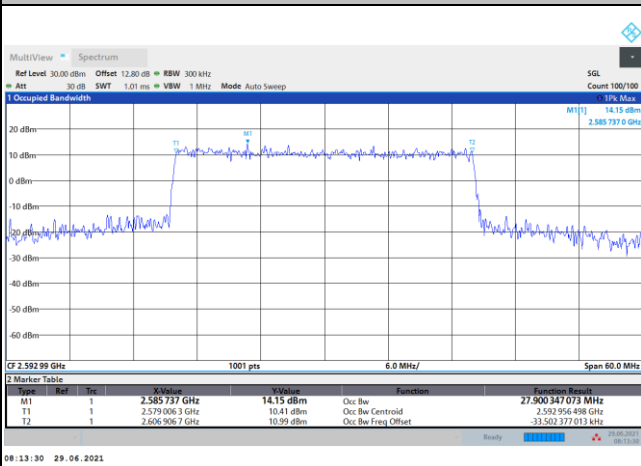 MultiView Spectrum
Ref Level 30.00 dBm Offset 12.80 dB RBW 300 kHz SGL
Att 30 dB SWT 1.01 ms VBW 1 MHz Mode Auto Sweep Count 100/100
1 Occupied Bandwidth 1Pk Max
M1[1] 14.15 dBm
2.585 737 0 GHz
20 dBm
M1
T1 T2
10 dBm
0 dBm
-10 dBm
-20 dBm
-30 dBm
-40 dBm
-50 dBm
-60 dBm
CF 2.592 99 GHz 1001 pts 6.0 MHz/ Span 60.0 MHz
2 Marker Table
Type Ref Trc X-Value Y-Value Function Function Result
M1 1 2.585 737 GHz 14.15 dBm Occ Bw 27.900 347 073 MHz
T1 1 2.579 006 3 GHz 10.41 dBm Occ Bw Centroid 2.592 956 498 GHz
T2 1 2.606 906 7 GHz 10.99 dBm Occ Bw Freq Offset -33.502 377 013 kHz
Ready 29.06.2021
08:13:30
08:13:30 29.06.2021